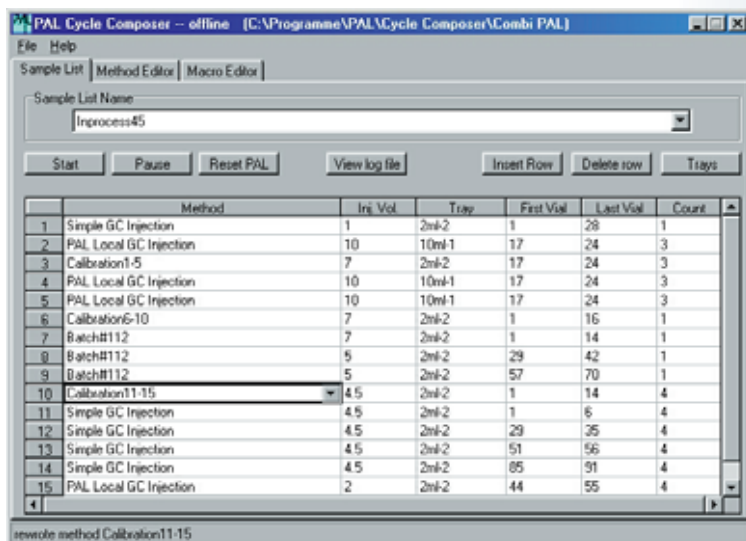 PAL Cycle Composer -- offline (C:\Programme\PAL\Cycle Composer\Combi PAL)
File Help
Sample List Method Editor Macro Editor
Sample List Name
Inprocess45
Start Pause Reset PAL View log file Insert Row Delete row Trays
Method Inj. Vol. Tray First Vial Last Vial Count
1 Simple GC Injection 1 2ml-2 1 28 1
2 PAL Local GC Injection 10 10ml-1 17 24 3
3 Calibration1-5 7 2ml-2 17 24 3
4 PAL Local GC Injection 10 10ml-1 17 24 3
5 PAL Local GC Injection 10 10ml-1 17 24 3
6 Calibration6-10 7 2ml-2 1 16 1
7 Batch#112 7 2ml-2 1 14 1
8 Batch#112 5 2ml-2 29 42 1
9 Batch#112 5 2ml-2 57 70 1
10 Calibration11-15 4.5 2ml-2 1 14 4
11 Simple GC Injection 4.5 2ml-2 1 6 4
12 Simple GC Injection 4.5 2ml-2 29 35 4
13 Simple GC Injection 4.5 2ml-2 51 56 4
14 Simple GC Injection 4.5 2ml-2 85 91 4
15 PAL Local GC Injection 2 2ml-2 44 55 4
rewrote method Calibration11-15